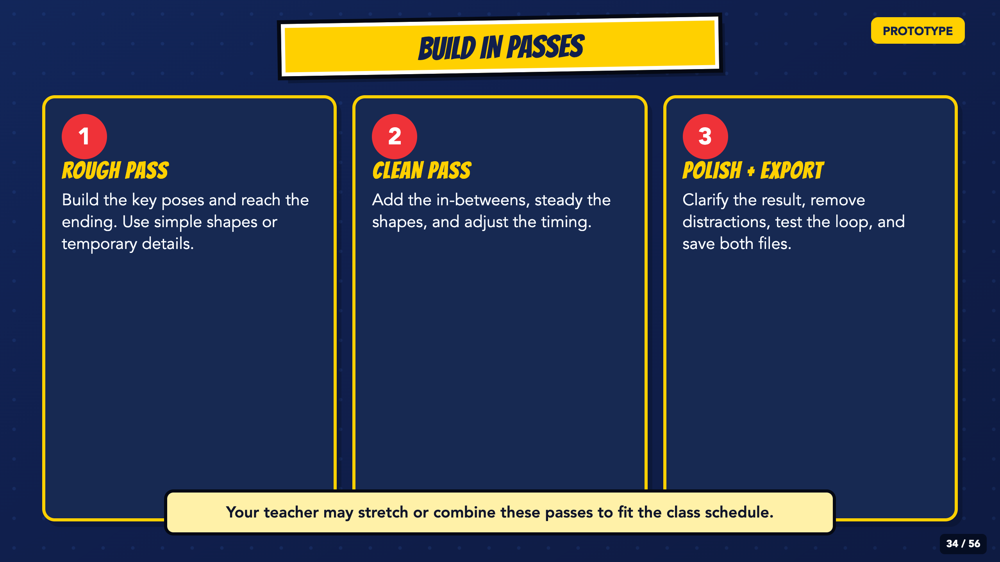 BUILD IN PASSES
PROTOTYPE
1
ROUGH PASS
Build the key poses and reach the
ending. Use simple shapes or
temporary details.
2
CLEAN PASS
Add the in-betweens, steady the
shapes, and adjust the timing.
3
POLISH + EXPORT
Clarify the result, remove
distractions, test the loop, and
save both files.
Your teacher may stretch or combine these passes to fit the class schedule.
34 / 56